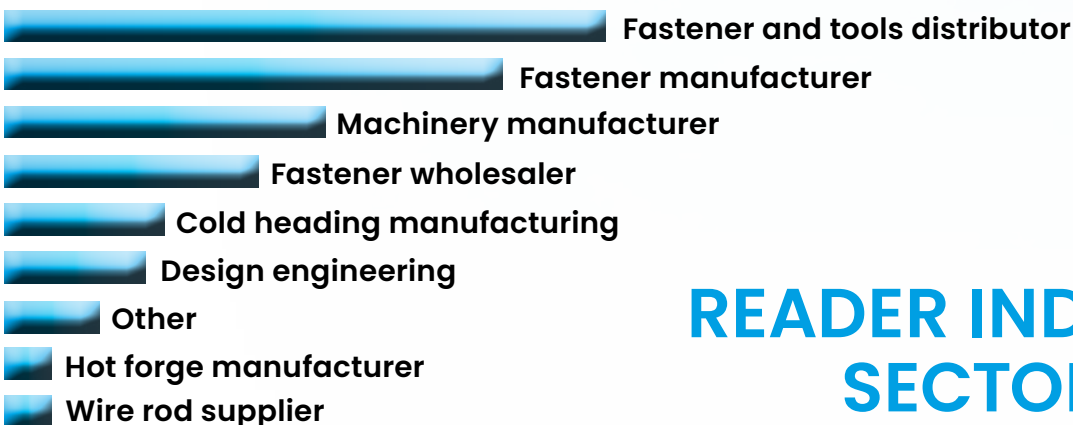 Fastener and tools distributor
Fastener manufacturer
Machinery manufacturer
Fastener wholesaler
Cold heading manufacturing
Design engineering
Other
Hot forge manufacturer
Wire rod supplier
READER IND
SECTO